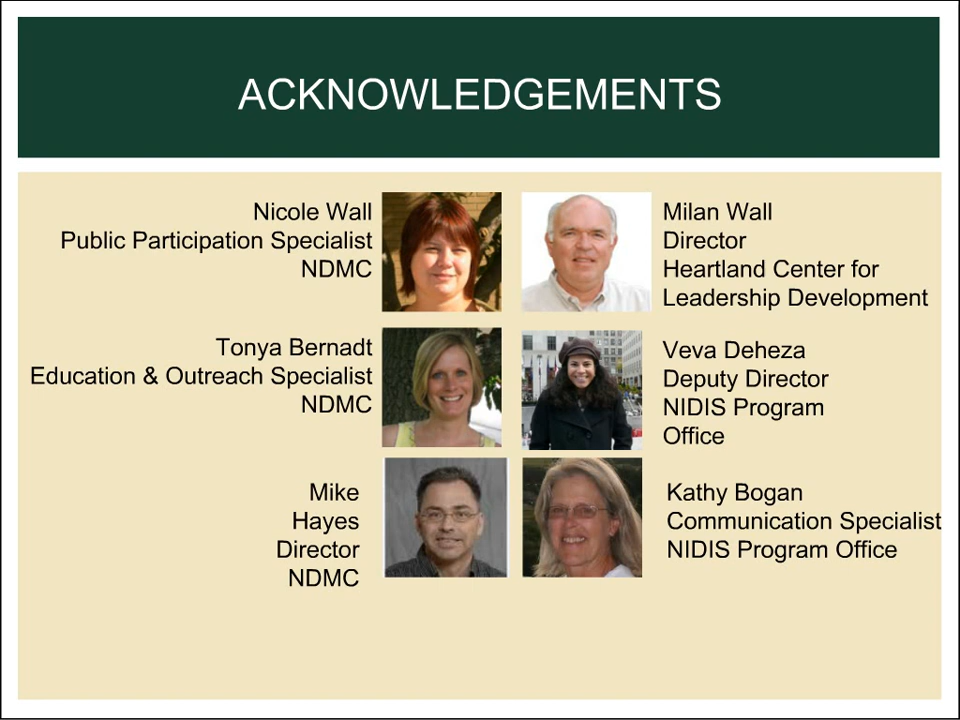 ACKNOWLEDGEMENTS
Nicole Wall
Public Participation Specialist
NDMC
Milan Wall
Director
Heartland Center for
Leadership Development
Tonya Bernadt
Education & Outreach Specialist
NDMC
Veva Deheza
Deputy Director
NIDIS Program
Office
Mike
Hayes
Director
NDMC
Kathy Bogan
Communication Specialist
NIDIS Program Office